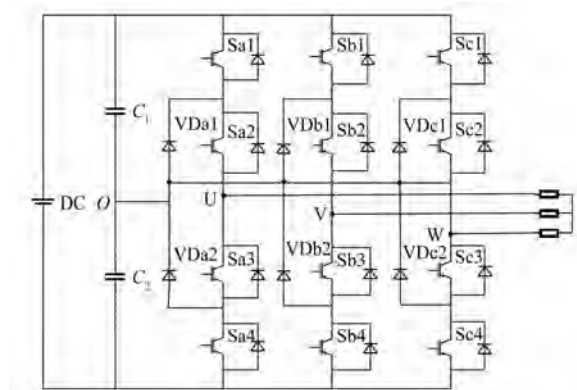 Sa1
Sb1
Sc1
C1
VDa1
Sa2
VDb1
Sb2
VDc1
Sc2
DC
O
U
V
W
VDa2
Sa3
VDb2
Sb3
VDc2
Sc3
C2
Sa4
Sb4
Sc4